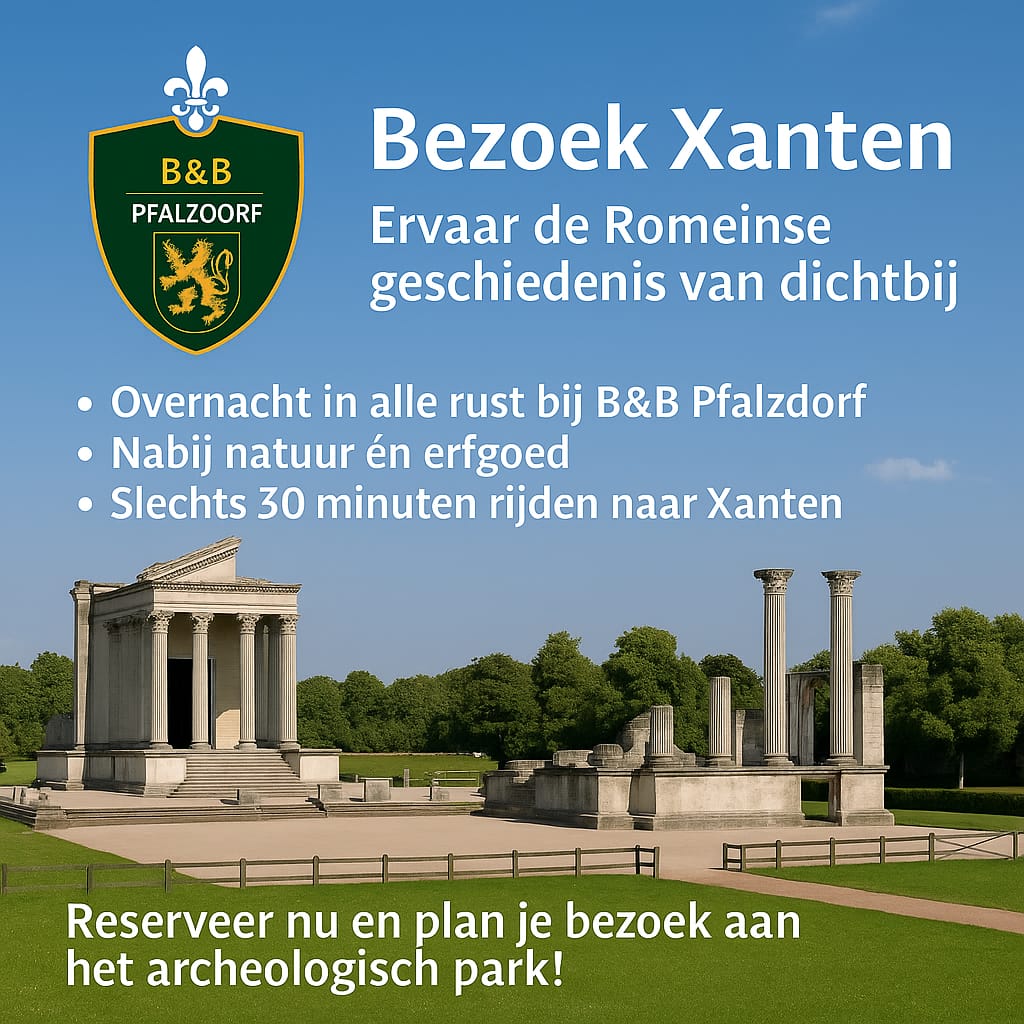 B&B
PFALZOORF
Bezoek Xanten
Ervaar de Romeinse
geschiedenis van dichtbij
• Overnacht in alle rust bij B&B Pfalzdorf
• Nabij natuur én erfgoed
• Slechts 30 minuten rijden naar Xanten
Reserveer nu en plan je bezoek aan
het archeologisch park!